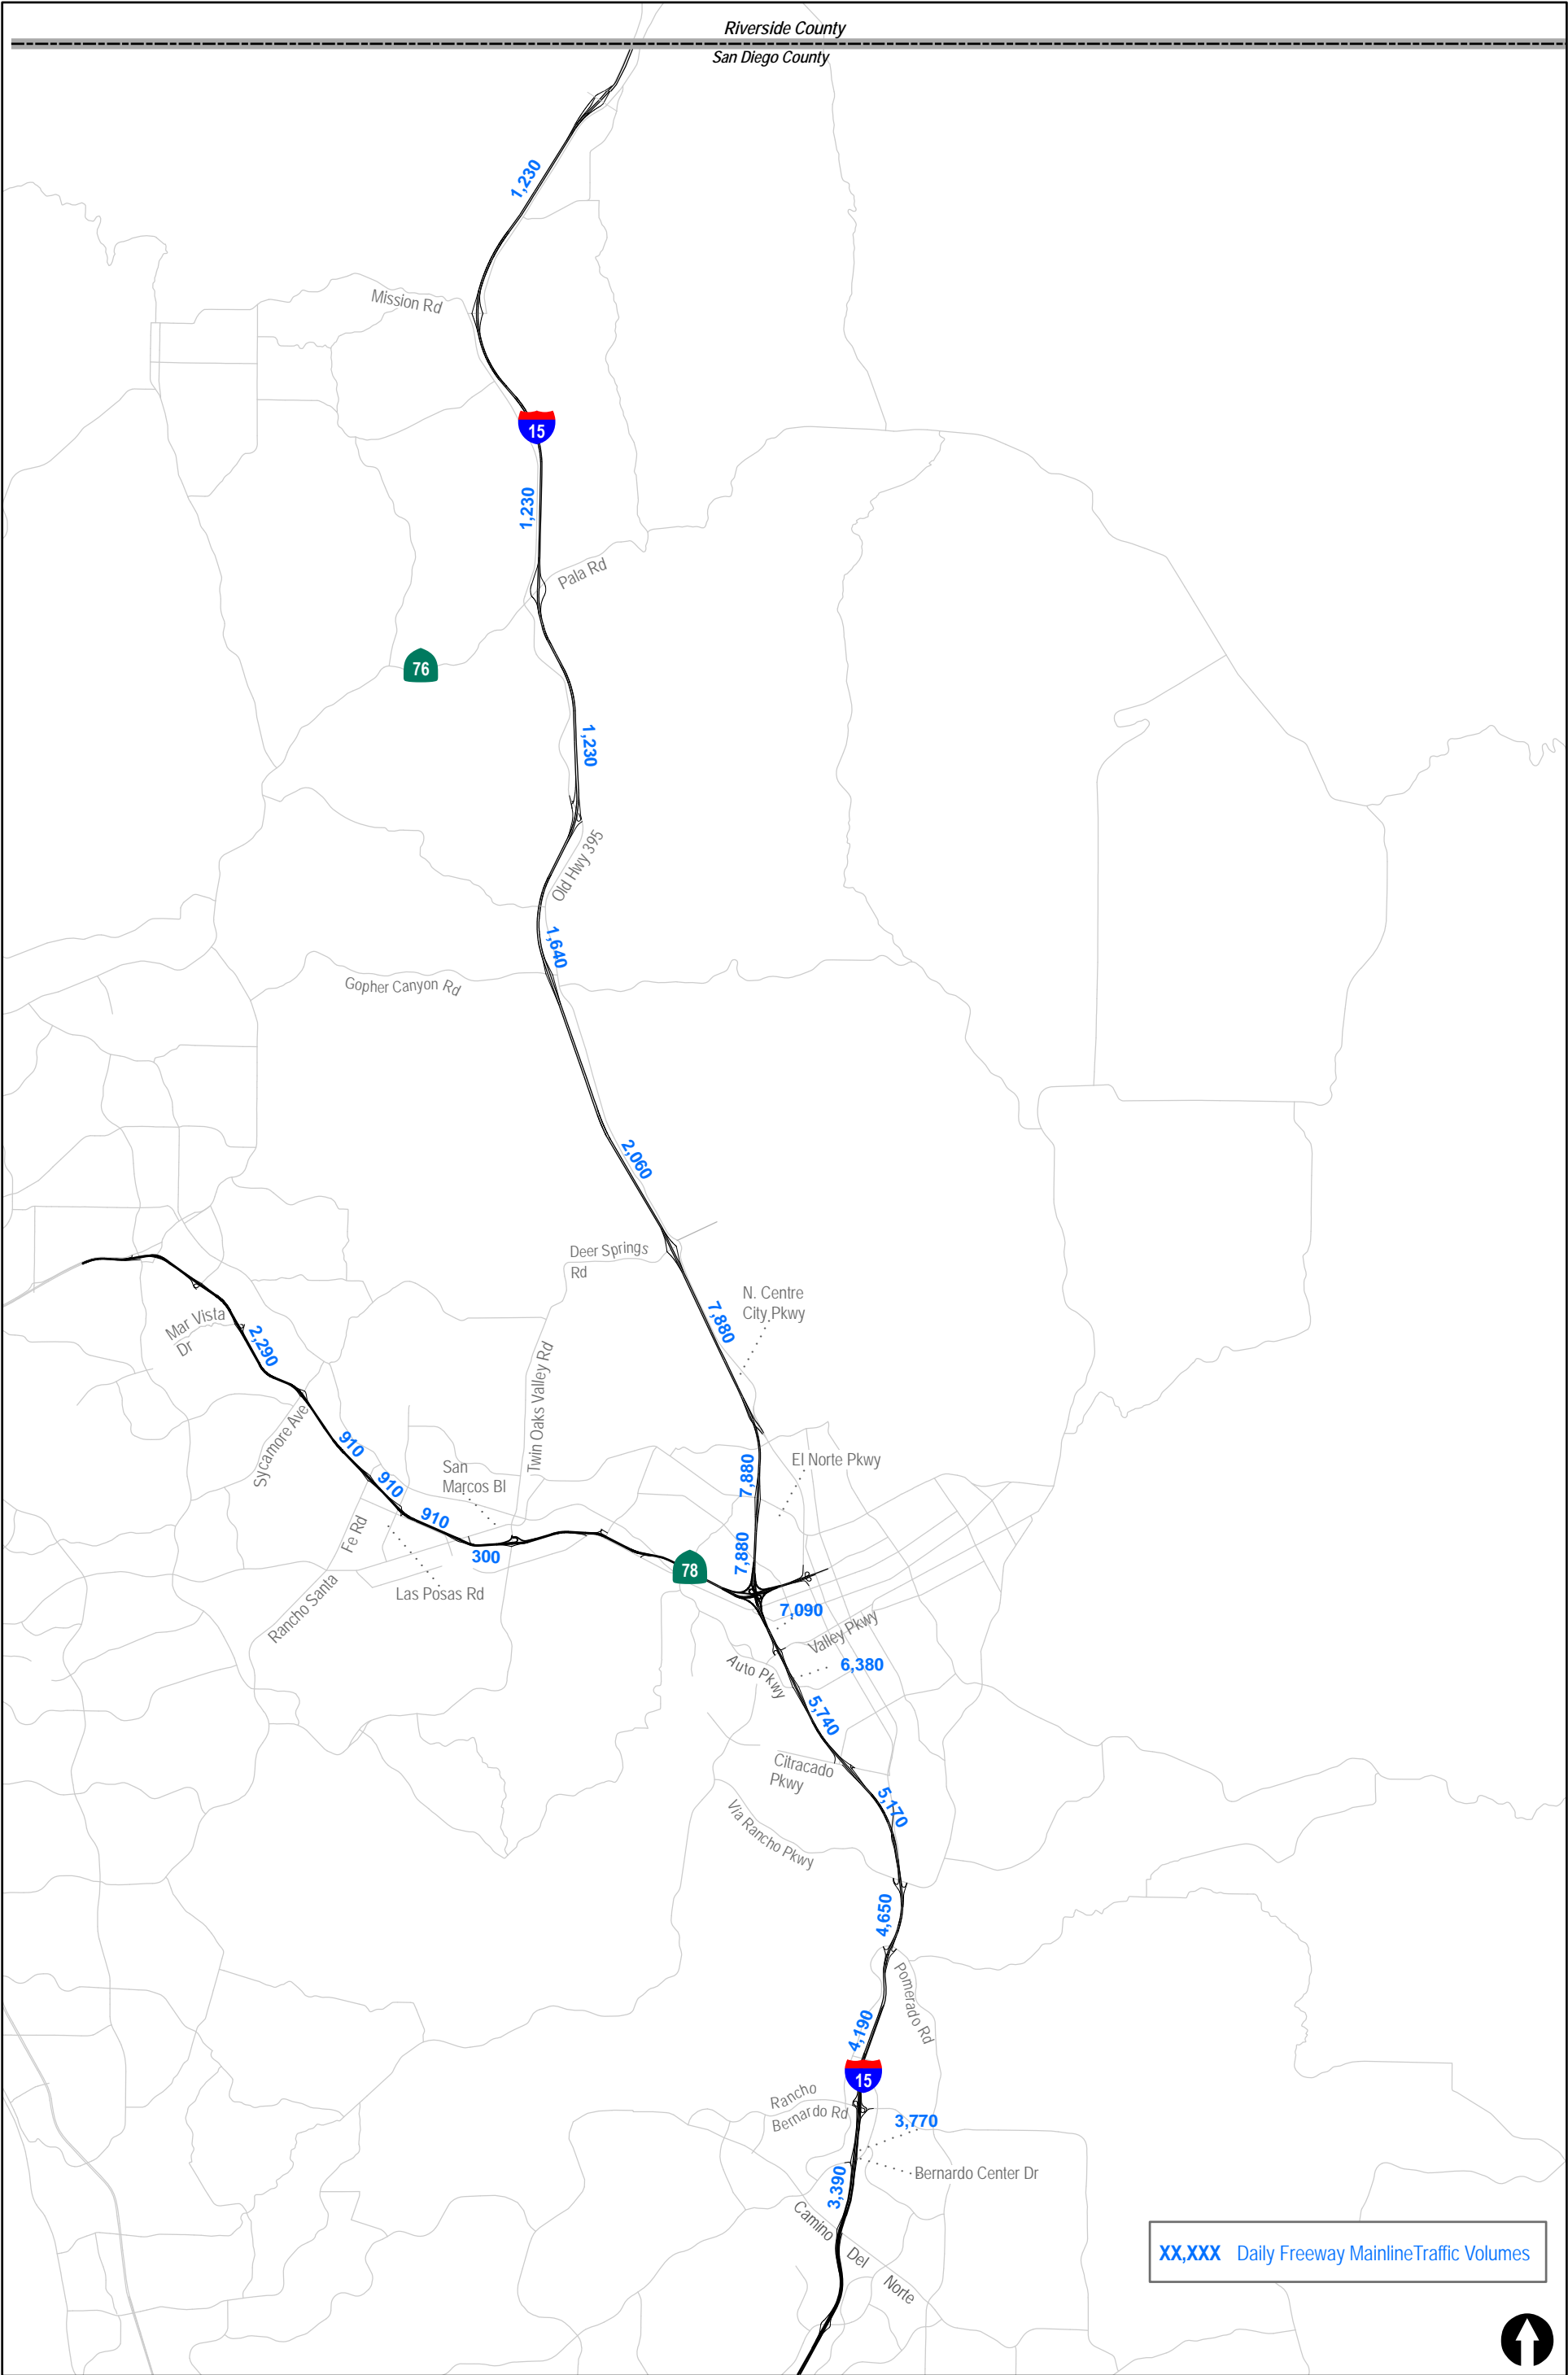 Riverside County
San Diego County
1,230
Mission Rd
15
1,230
Pala Rd
76
1,230
Old Hwy 395
1,640
Gopher Canyon Rd
2,060
Deer Springs
Rd
N. Centre
City Pkwy
7,880
Mar Vista
Dr
2,290
Twin Oaks Valley Rd
Sycamore Ave
910
San
Marcos Bl
El Norte Pkwy
7,880
910
910
Fe Rd
300
7,880
78
Las Posas Rd
Rancho Santa
7,090
Valley Pkwy
6,380
Auto Pkwy
5,740
Citracado
Pkwy
5,170
Via Rancho Pkwy
4,650
Pomerado Rd
4,190
15
Rancho
Bernardo Rd
3,770
Bernardo Center Dr
3,390
Camino
Del
Norte
XX,XXX Daily Freeway MainlineTraffic Volumes